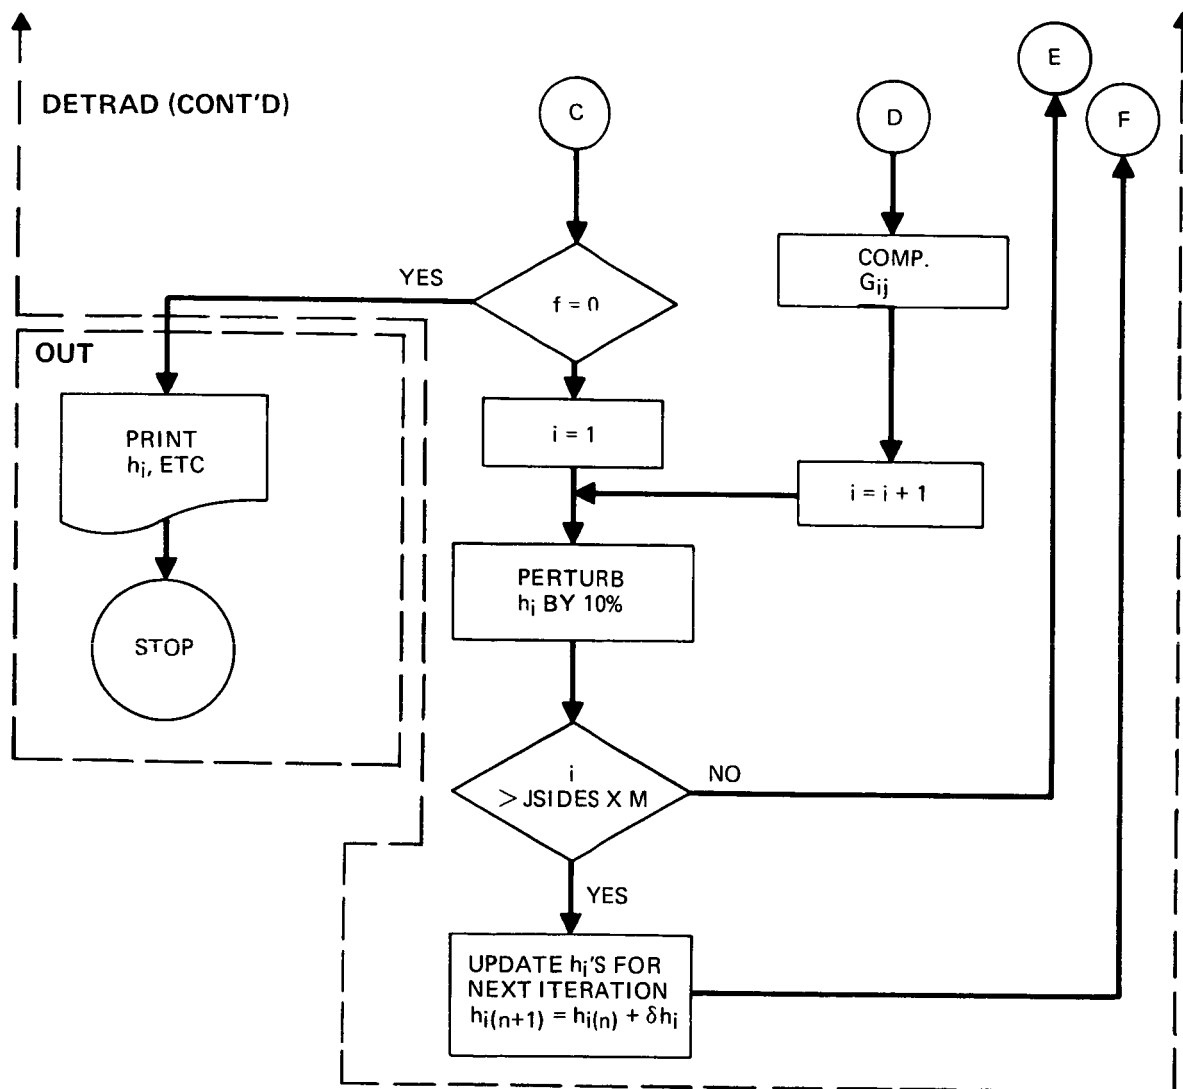 E
DETRAD (CONT'D)
C
D
F
COMP.
Gij
YES
f = 0
OUT
PRINT
hi, ETC
i = 1
i = i + 1
PERTURB
hi BY 10%
STOP
i
> JSIDES X M
NO
YES
UPDATE hi'S FOR
NEXT ITERATION
hi(n+1) = hi(n) + δhi